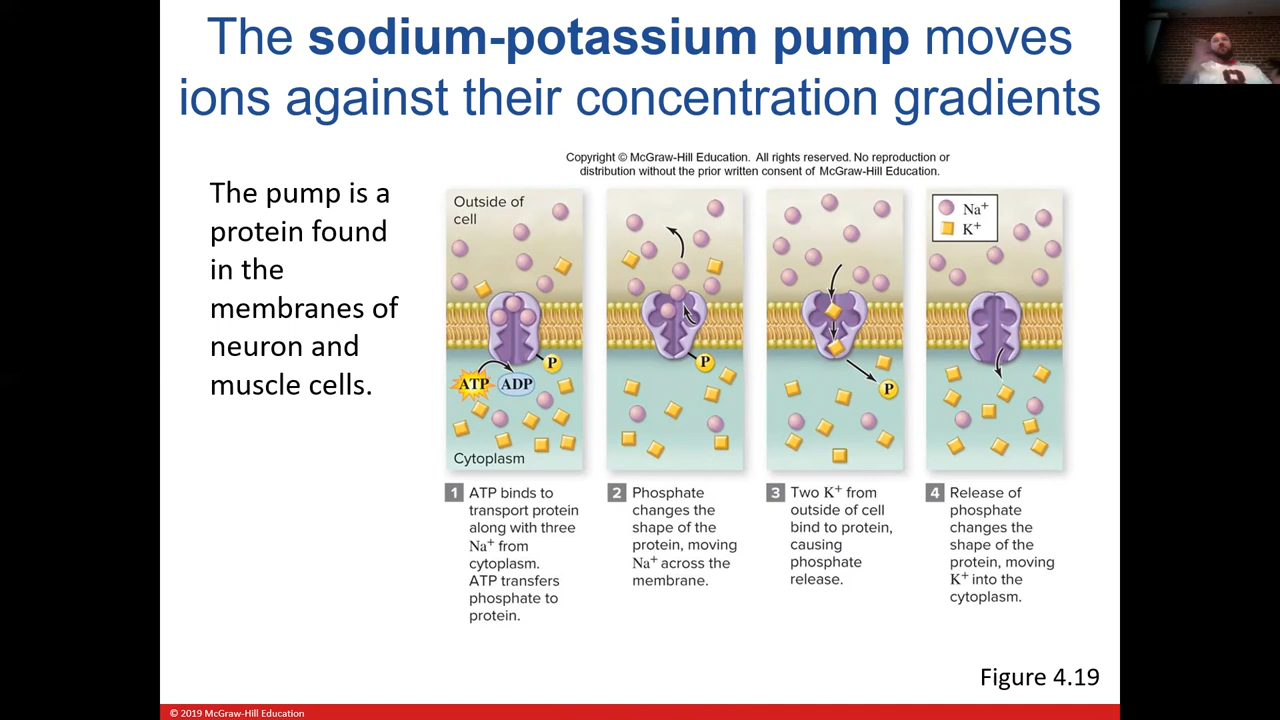 The sodium-potassium pump moves
ions against their concentration gradients
The pump is a
protein found
in the
membranes of
neuron and
muscle cells.
Copyright © McGraw-Hill Education. All rights reserved. No reproduction or
distribution without the prior written consent of McGraw-Hill Education.
Outside of
cell
ATP
ADP
P
Cytoplasm
P
P
Na+
K+
1 ATP binds to
transport protein
along with three
Na+ from
cytoplasm.
ATP transfers
phosphate to
protein.
2 Phosphate
changes the
shape of the
protein, moving
Na+ across the
membrane.
3 Two K+ from
outside of cell
bind to protein,
causing
phosphate
release.
4 Release of
phosphate
changes the
shape of the
protein, moving
K+ into the
cytoplasm.
Figure 4.19
© 2019 McGraw-Hill Education